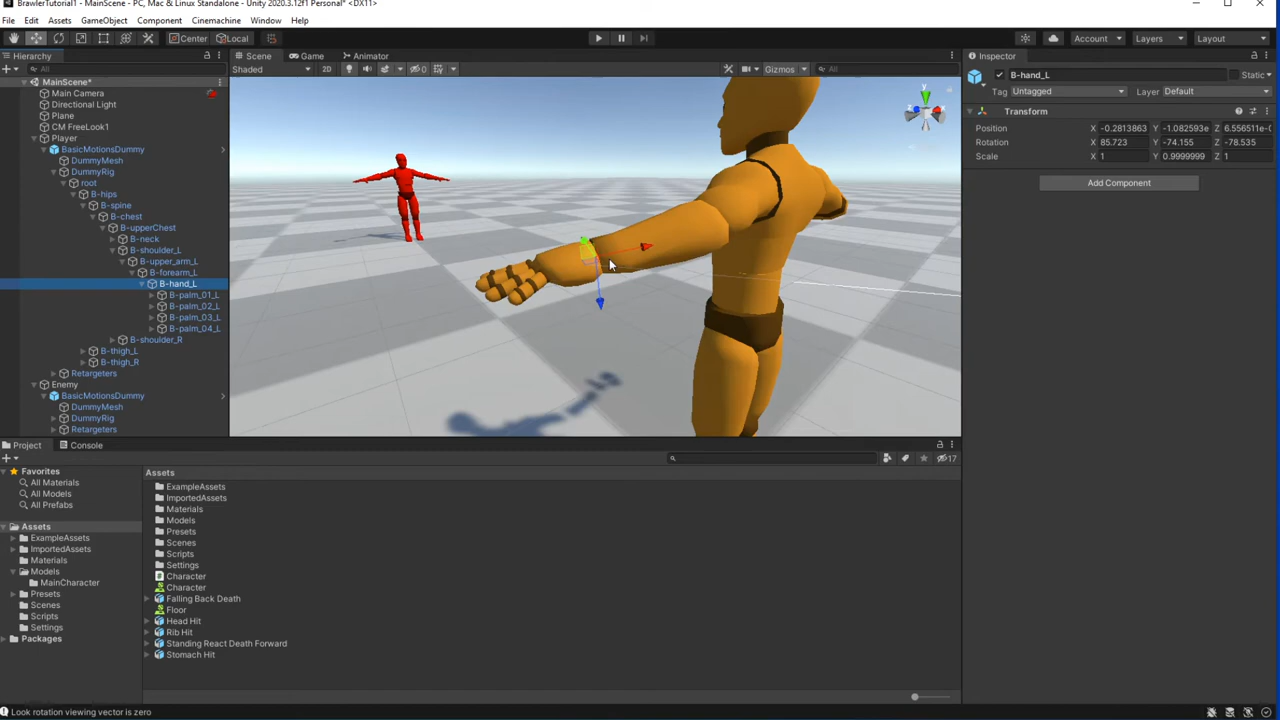 BrawlerTutorial1 - MainScene - PC, Mac & Linux Standalone - Unity 2020.3.12f1 Personal* <DX11>
File Edit Assets GameObject Component Cinemachine Window Help
Center Local Account Layers Layout
Hierarchy
All
MainScene*
Main Camera
Directional Light
Plane
CM FreeLook1
Player
BasicMotionsDummy
DummyMesh
DummyRig
root
B-hips
B-spine
B-chest
B-upperChest
B-neck
B-shoulder_L
B-upper_arm_L
B-forearm_L
B-hand_L
B-palm_01_L
B-palm_02_L
B-palm_03_L
B-palm_04_L
B-shoulder_R
B-thigh_L
B-thigh_R
Retargeters
Enemy
BasicMotionsDummy
DummyMesh
DummyRig
Retargeters
Scene Game Animator
Shaded 2D 0 Gizmos All
y
x
z
Inspector
B-hand_L Static
Tag Untagged Layer Default
Transform
Position X -0.2813863 Y -1.082593e Z 6.556511e-0
Rotation X 85.723 Y -74.155 Z -78.535
Scale X 1 Y 0.9999999 Z 1
Add Component
Project Console
17
Favorites
All Materials
All Models
All Prefabs
Assets
ExampleAssets
ImportedAssets
Materials
Models
MainCharacter
Presets
Scenes
Scripts
Settings
Packages
Assets
ExampleAssets
ImportedAssets
Materials
Models
Presets
Scenes
Scripts
Settings
Character
Character
Falling Back Death
Floor
Head Hit
Rib Hit
Standing React Death Forward
Stomach Hit
Look rotation viewing vector is zero